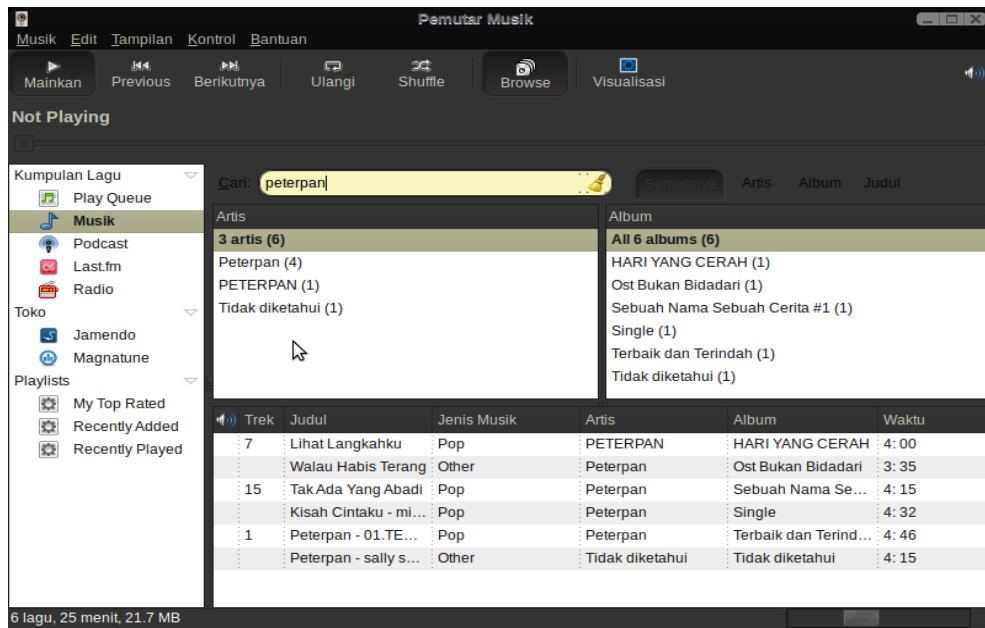 Pemutar Musik
Musik Edit Tampilan Kontrol Bantuan
Mainkan Previous Berikutnya Ulangi Shuffle Browse Visualisasi
Not Playing
Kumpulan Lagu
Play Queue
Musik
Podcast
Last.fm
Radio
Toko
Jamendo
Magnatune
Playlists
My Top Rated
Recently Added
Recently Played
Cari: peterpan Semuanya Artis Album Judul
Artis
3 artis (6)
Peterpan (4)
PETERPAN (1)
Tidak diketahui (1)
Album
All 6 albums (6)
HARI YANG CERAH (1)
Ost Bukan Bidadari (1)
Sebuah Nama Sebuah Cerita #1 (1)
Single (1)
Terbaik dan Terindah (1)
Tidak diketahui (1)
Trek Judul Jenis Musik Artis Album Waktu
7 Lihat Langkahku Pop PETERPAN HARI YANG CERAH 4: 00
Walau Habis Terang Other Peterpan Ost Bukan Bidadari 3: 35
15 Tak Ada Yang Abadi Pop Peterpan Sebuah Nama Se... 4: 15
Kisah Cintaku - mi... Pop Peterpan Single 4: 32
1 Peterpan - 01.TE... Pop Peterpan Terbaik dan Terind... 4: 46
Peterpan - sally s... Other Tidak diketahui Tidak diketahui 4: 15
6 lagu, 25 menit, 21.7 MB